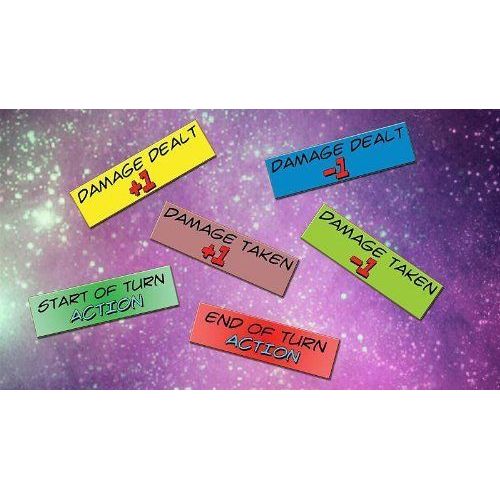 DAMAGE DEALT
+1
DAMAGE DEALT
-1
DAMAGE TAKEN
+1
DAMAGE TAKEN
-1
START OF TURN
ACTION
END OF TURN
ACTION